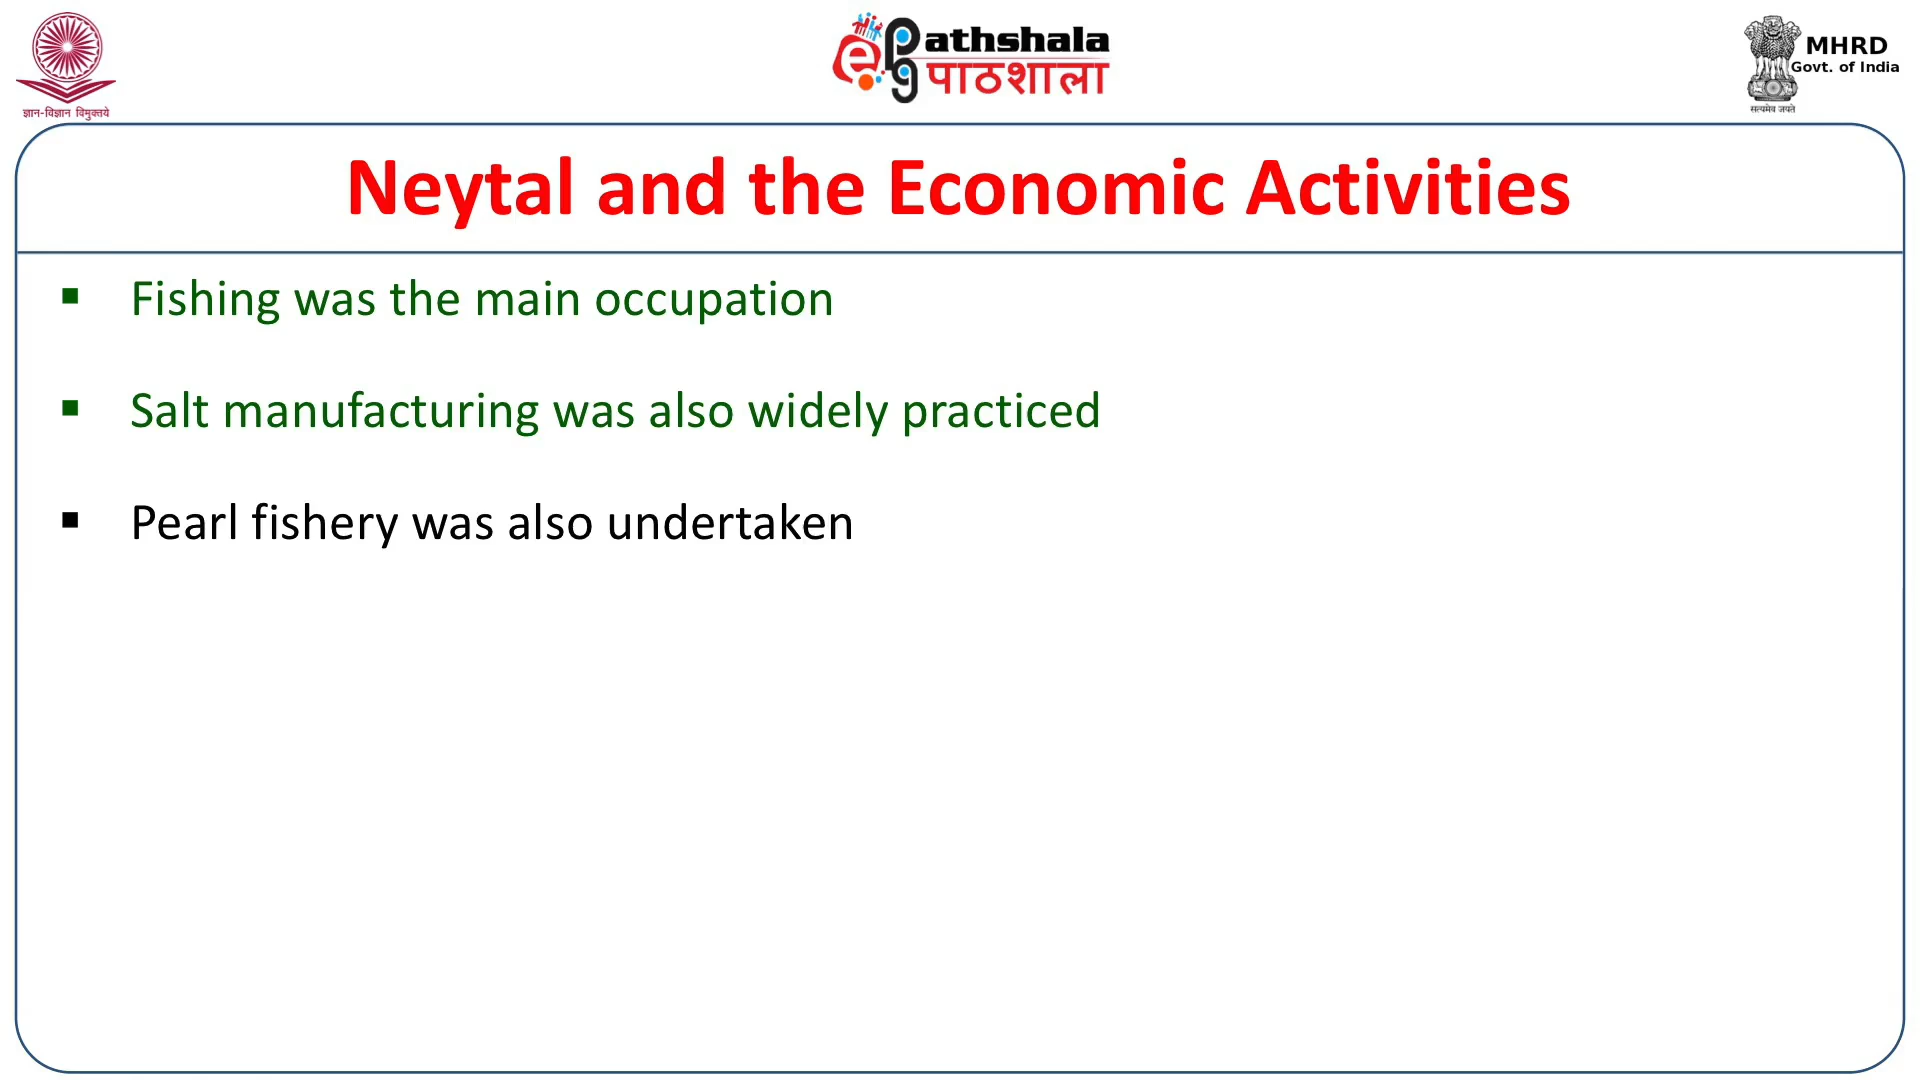 ज्ञान-विज्ञान विमुक्तये
ePg Pathshala
पाठशाला
MHRD
Govt. of India
सत्यमेव जयते
Neytal and the Economic Activities
▪ Fishing was the main occupation
▪ Salt manufacturing was also widely practiced
▪ Pearl fishery was also undertaken